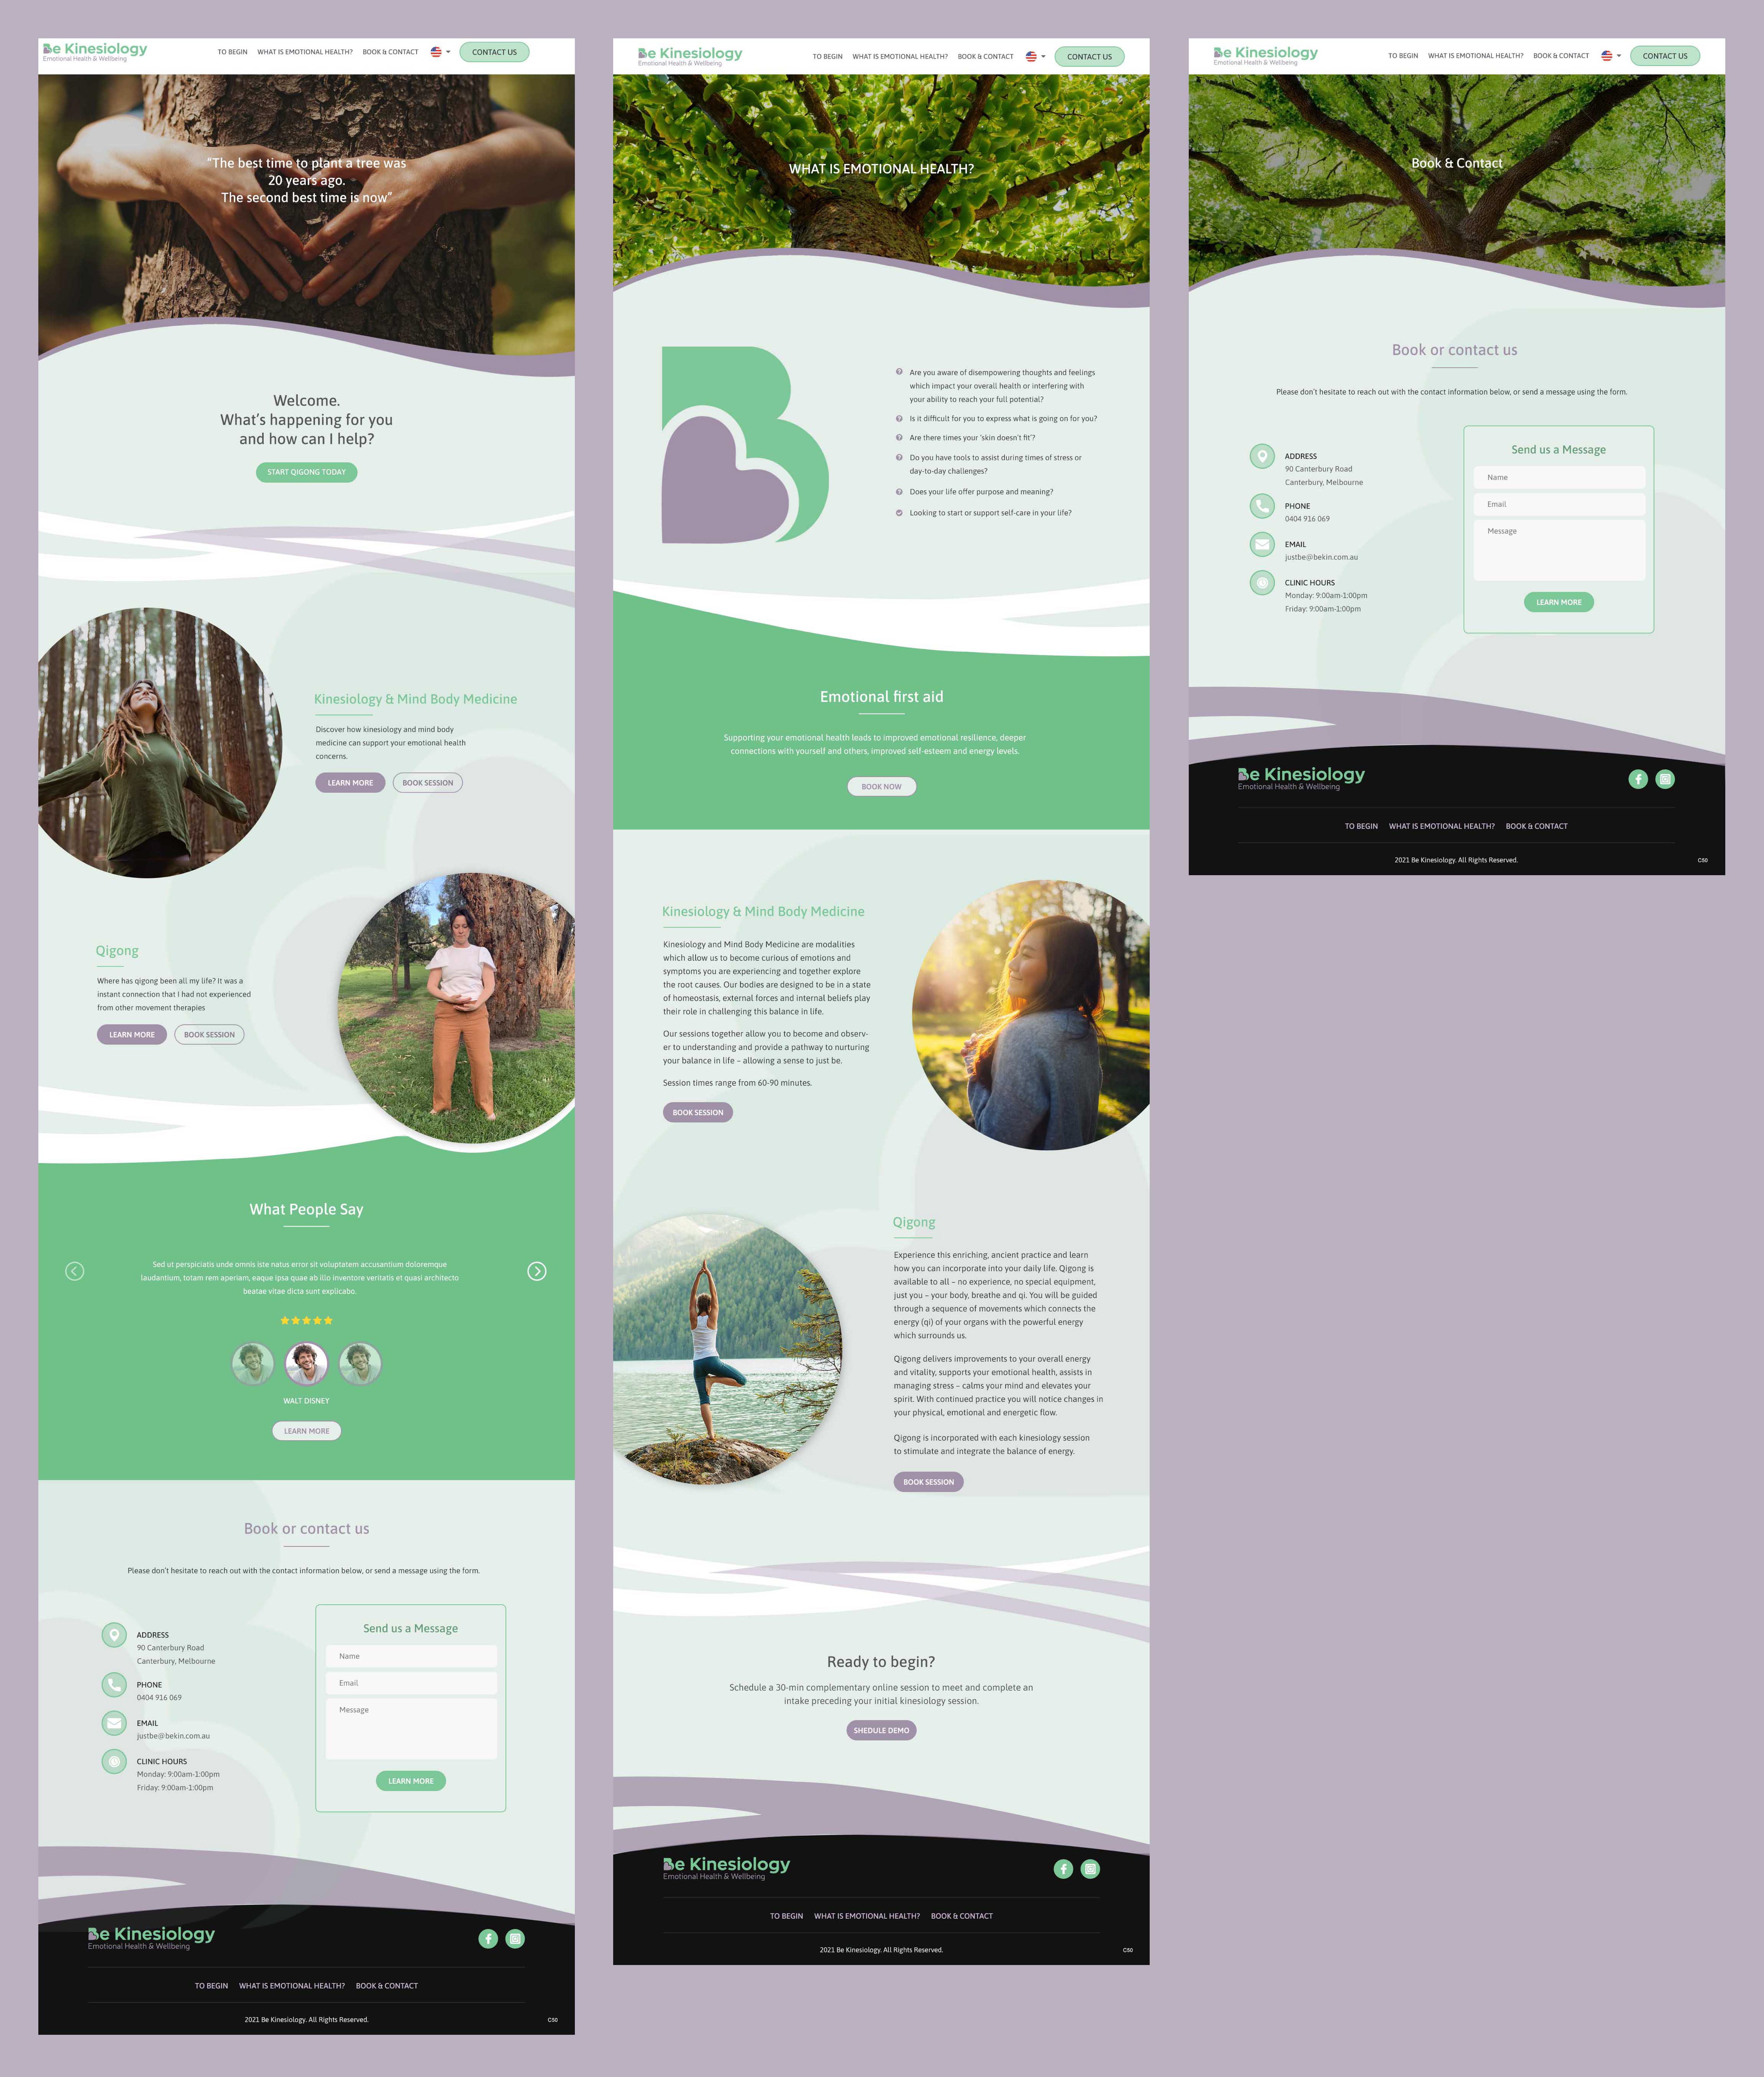 Be Kinesiology
Emotional Health & Wellbeing
TO BEGIN
WHAT IS EMOTIONAL HEALTH?
BOOK & CONTACT
CONTACT US
“The best time to plant a tree was
20 years ago.
The second best time is now”
Welcome.
What’s happening for you
and how can I help?
START QIGONG TODAY
Kinesiology & Mind Body Medicine
Discover how kinesiology and mind body
medicine can support your emotional health
concerns.
LEARN MORE
BOOK SESSION
Qigong
Where has qigong been all my life? It was a
instant connection that I had not experienced
from other movement therapies
LEARN MORE
BOOK SESSION
What People Say
Sed ut perspiciatis unde omnis iste natus error sit voluptatem accusantium doloremque
laudantium, totam rem aperiam, eaque ipsa quae ab illo inventore veritatis et quasi architecto
beatae vitae dicta sunt explicabo.
WALT DISNEY
LEARN MORE
Book or contact us
Please don’t hesitate to reach out with the contact information below, or send a message using the form.
ADDRESS
90 Canterbury Road
Canterbury, Melbourne
PHONE
0404 916 069
EMAIL
justbe@bekin.com.au
CLINIC HOURS
Monday: 9:00am-1:00pm
Friday: 9:00am-1:00pm
Send us a Message
Name
Email
Message
LEARN MORE
Be Kinesiology
Emotional Health & Wellbeing
TO BEGIN
WHAT IS EMOTIONAL HEALTH?
BOOK & CONTACT
2021 Be Kinesiology. All Rights Reserved.
C50
Be Kinesiology
Emotional Health & Wellbeing
TO BEGIN
WHAT IS EMOTIONAL HEALTH?
BOOK & CONTACT
CONTACT US
WHAT IS EMOTIONAL HEALTH?
Are you aware of disempowering thoughts and feelings
which impact your overall health or interfering with
your ability to reach your full potential?
Is it difficult for you to express what is going on for you?
Are there times your ‘skin doesn’t fit’?
Do you have tools to assist during times of stress or
day-to-day challenges?
Does your life offer purpose and meaning?
Looking to start or support self-care in your life?
Emotional first aid
Supporting your emotional health leads to improved emotional resilience, deeper
connections with yourself and others, improved self-esteem and energy levels.
BOOK NOW
Kinesiology & Mind Body Medicine
Kinesiology and Mind Body Medicine are modalities
which allow us to become curious of emotions and
symptoms you are experiencing and together explore
the root causes. Our bodies are designed to be in a state
of homeostasis, external forces and internal beliefs play
their role in challenging this balance in life.
Our sessions together allow you to become and observ-
er to understanding and provide a pathway to nurturing
your balance in life – allowing a sense to just be.
Session times range from 60-90 minutes.
BOOK SESSION
Qigong
Experience this enriching, ancient practice and learn
how you can incorporate into your daily life. Qigong is
available to all – no experience, no special equipment,
just you – your body, breathe and qi. You will be guided
through a sequence of movements which connects the
energy (qi) of your organs with the powerful energy
which surrounds us.
Qigong delivers improvements to your overall energy
and vitality, supports your emotional health, assists in
managing stress – calms your mind and elevates your
spirit. With continued practice you will notice changes in
your physical, emotional and energetic flow.
Qigong is incorporated with each kinesiology session
to stimulate and integrate the balance of energy.
BOOK SESSION
Ready to begin?
Schedule a 30-min complementary online session to meet and complete an
intake preceding your initial kinesiology session.
SHEDULE DEMO
Be Kinesiology
Emotional Health & Wellbeing
TO BEGIN
WHAT IS EMOTIONAL HEALTH?
BOOK & CONTACT
2021 Be Kinesiology. All Rights Reserved.
C50
Be Kinesiology
Emotional Health & Wellbeing
TO BEGIN
WHAT IS EMOTIONAL HEALTH?
BOOK & CONTACT
CONTACT US
Book & Contact
Book or contact us
Please don’t hesitate to reach out with the contact information below, or send a message using the form.
ADDRESS
90 Canterbury Road
Canterbury, Melbourne
PHONE
0404 916 069
EMAIL
justbe@bekin.com.au
CLINIC HOURS
Monday: 9:00am-1:00pm
Friday: 9:00am-1:00pm
Send us a Message
Name
Email
Message
LEARN MORE
Be Kinesiology
Emotional Health & Wellbeing
TO BEGIN
WHAT IS EMOTIONAL HEALTH?
BOOK & CONTACT
2021 Be Kinesiology. All Rights Reserved.
C50